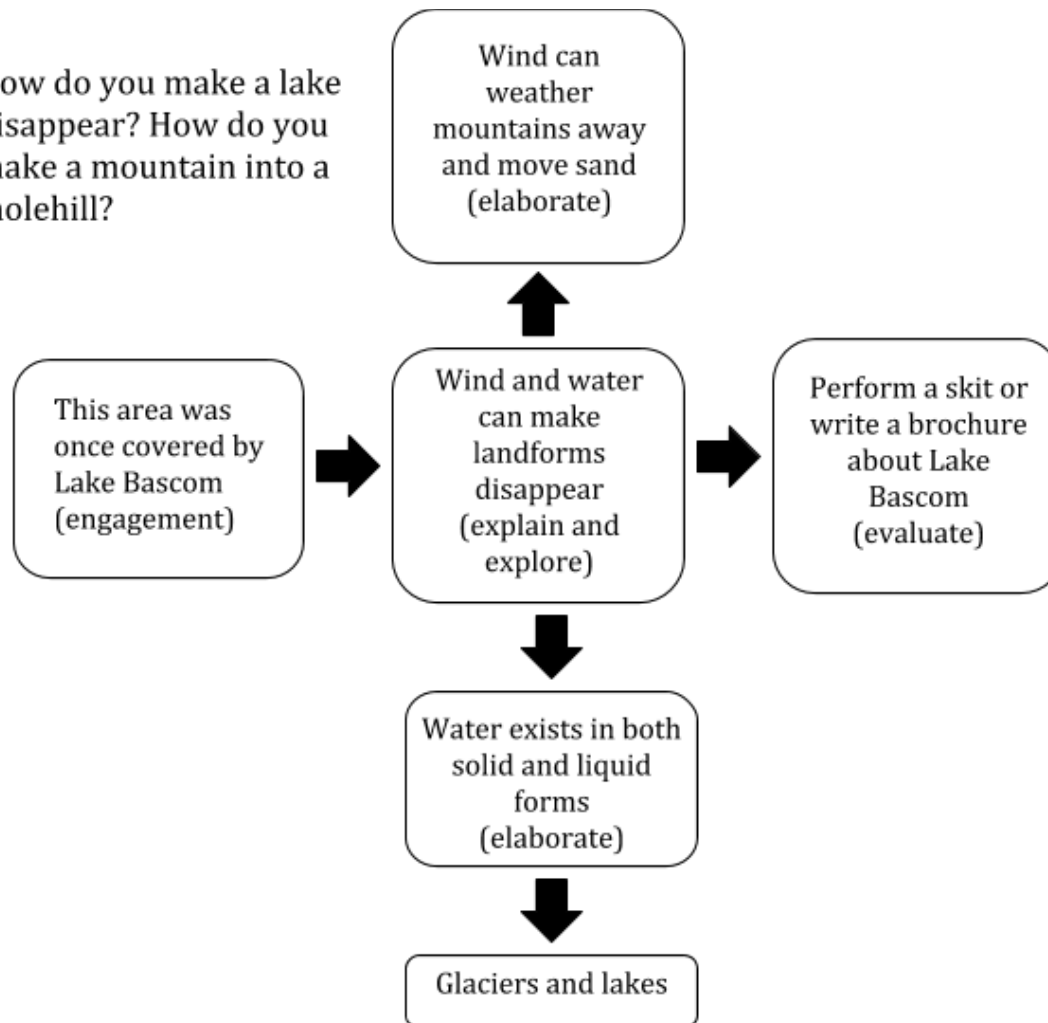 ow do you make a lake
isappear? How do you
ake a mountain into a
olehill?
Wind can
weather
mountains away
and move sand
(elaborate)
This area was
once covered by
Lake Bascom
(engagement)
Wind and water
can make
landforms
disappear
(explain and
explore)
Perform a skit or
write a brochure
about Lake
Bascom
(evaluate)
Water exists in both
solid and liquid
forms
(elaborate)
Glaciers and lakes